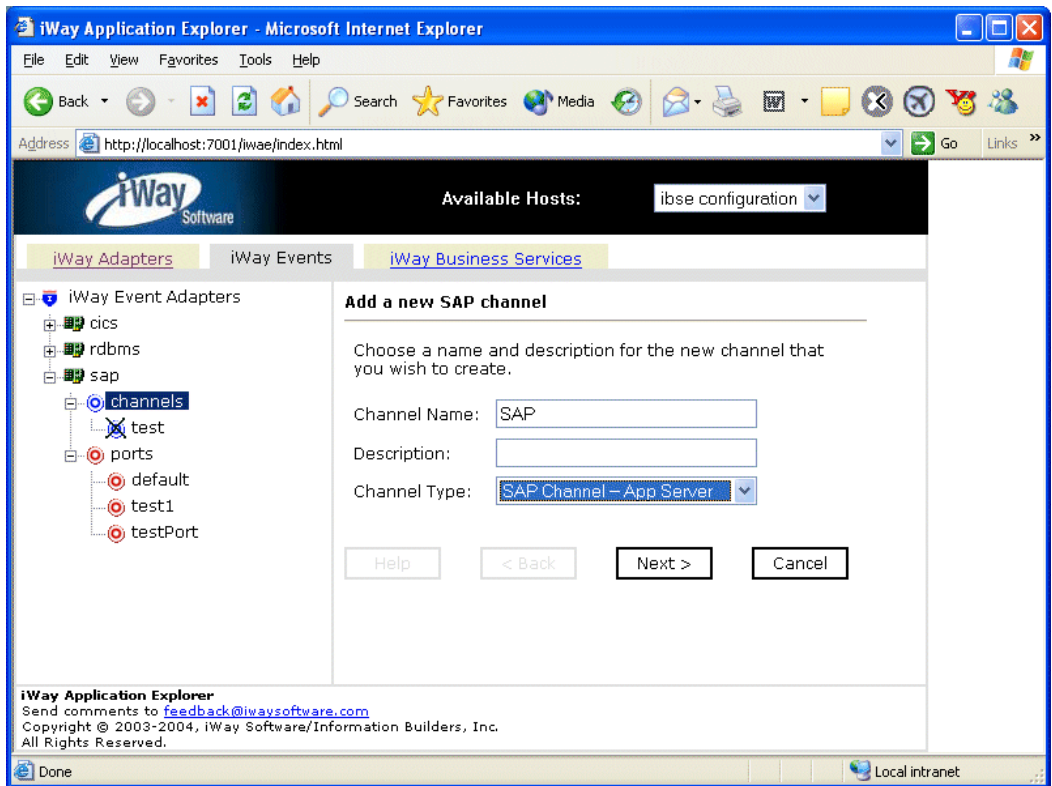 iWay Application Explorer - Microsoft Internet Explorer
File Edit View Favorites Tools Help
Back Search Favorites Media W
Address http://localhost:7001/iwae/index.html Go Links »
iWay Software Available Hosts: ibse configuration
iWay Adapters iWay Events iWay Business Services
iWay Event Adapters
cics
rdbms
sap
channels
test
ports
default
test1
testPort
Add a new SAP channel
Choose a name and description for the new channel that
you wish to create.
Channel Name: SAP
Description:
Channel Type: SAP Channel – App Server
Help < Back Next > Cancel
iWay Application Explorer
Send comments to feedback@iwaysoftware.com
Copyright © 2003-2004, iWay Software/Information Builders, Inc.
All Rights Reserved.
Done Local intranet